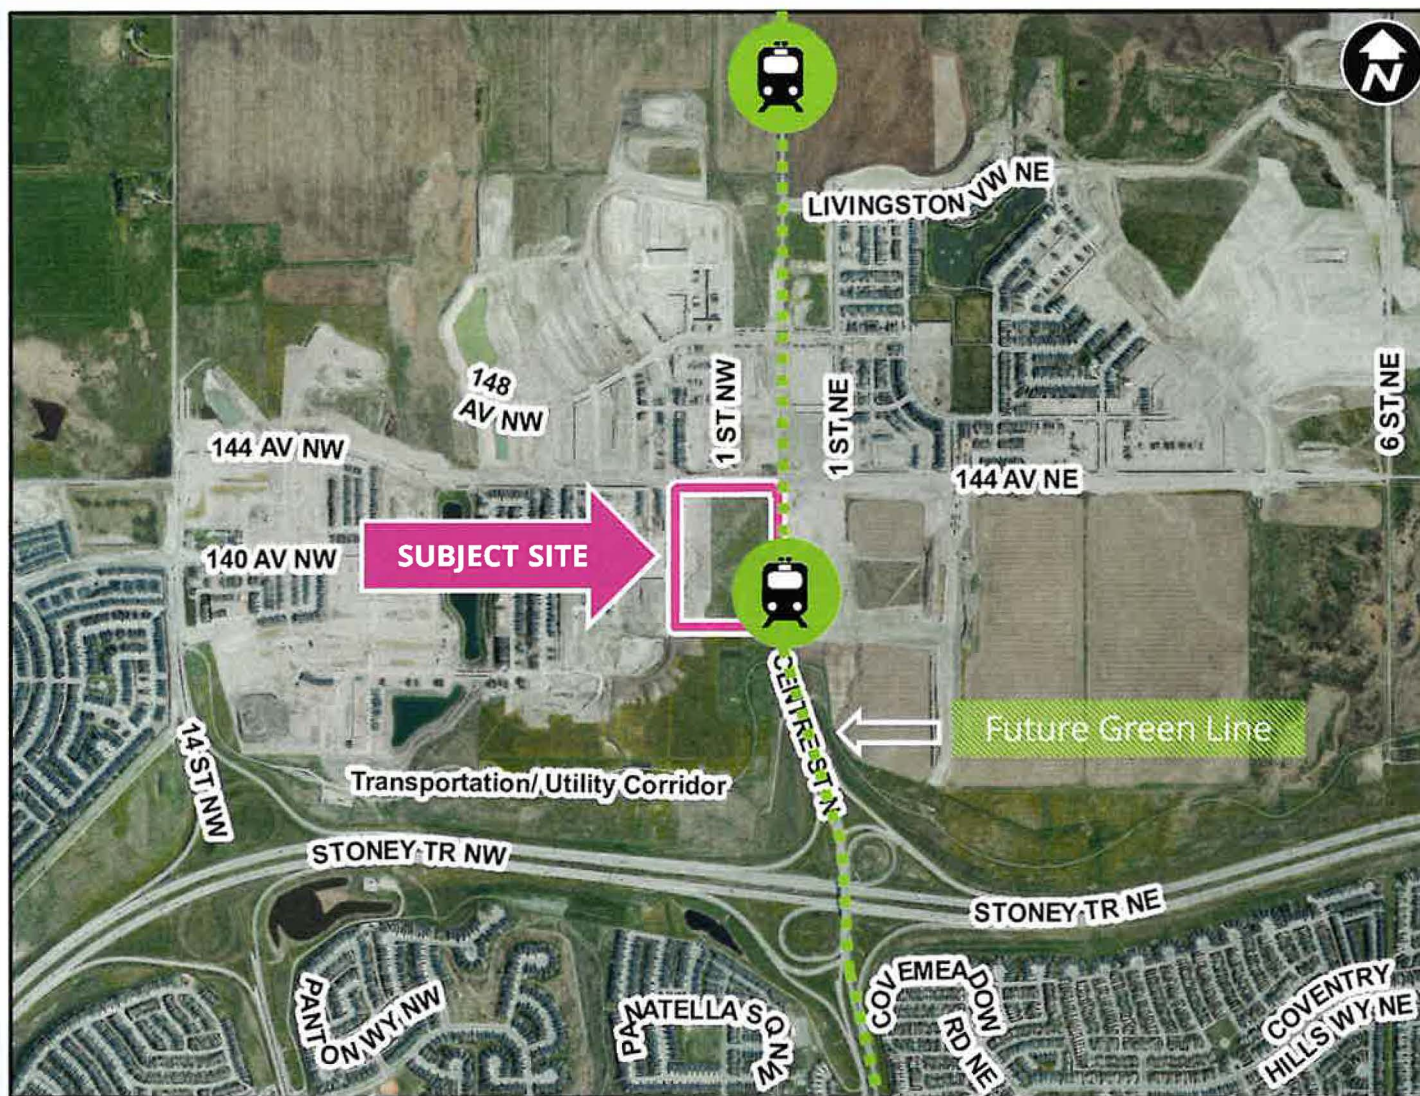 N
LIVINGSTON VW NE
148
AV NW
1 ST NW
1 ST NE
6 ST NE
144 AV NW
144 AV NE
140 AV NW
SUBJECT SITE
CENTRE ST N
Future Green Line
14 ST NW
Transportation/ Utility Corridor
STONEY TR NW
STONEY TR NE
PANTON WY NW
PANATELLA SQ NW
COVEMEADOW
RD NE
COVENTRY
HILLS WY NE